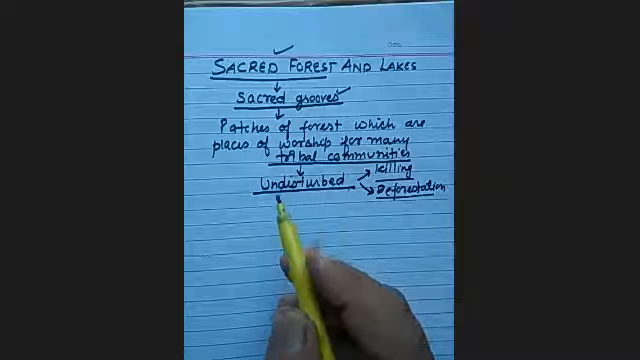 Date
SACRED FOREST AND LAKES
Sacred grooves
Patches of forest which are
places of worship for many
tribal communities
Undisturbed
Killing
Deforestation